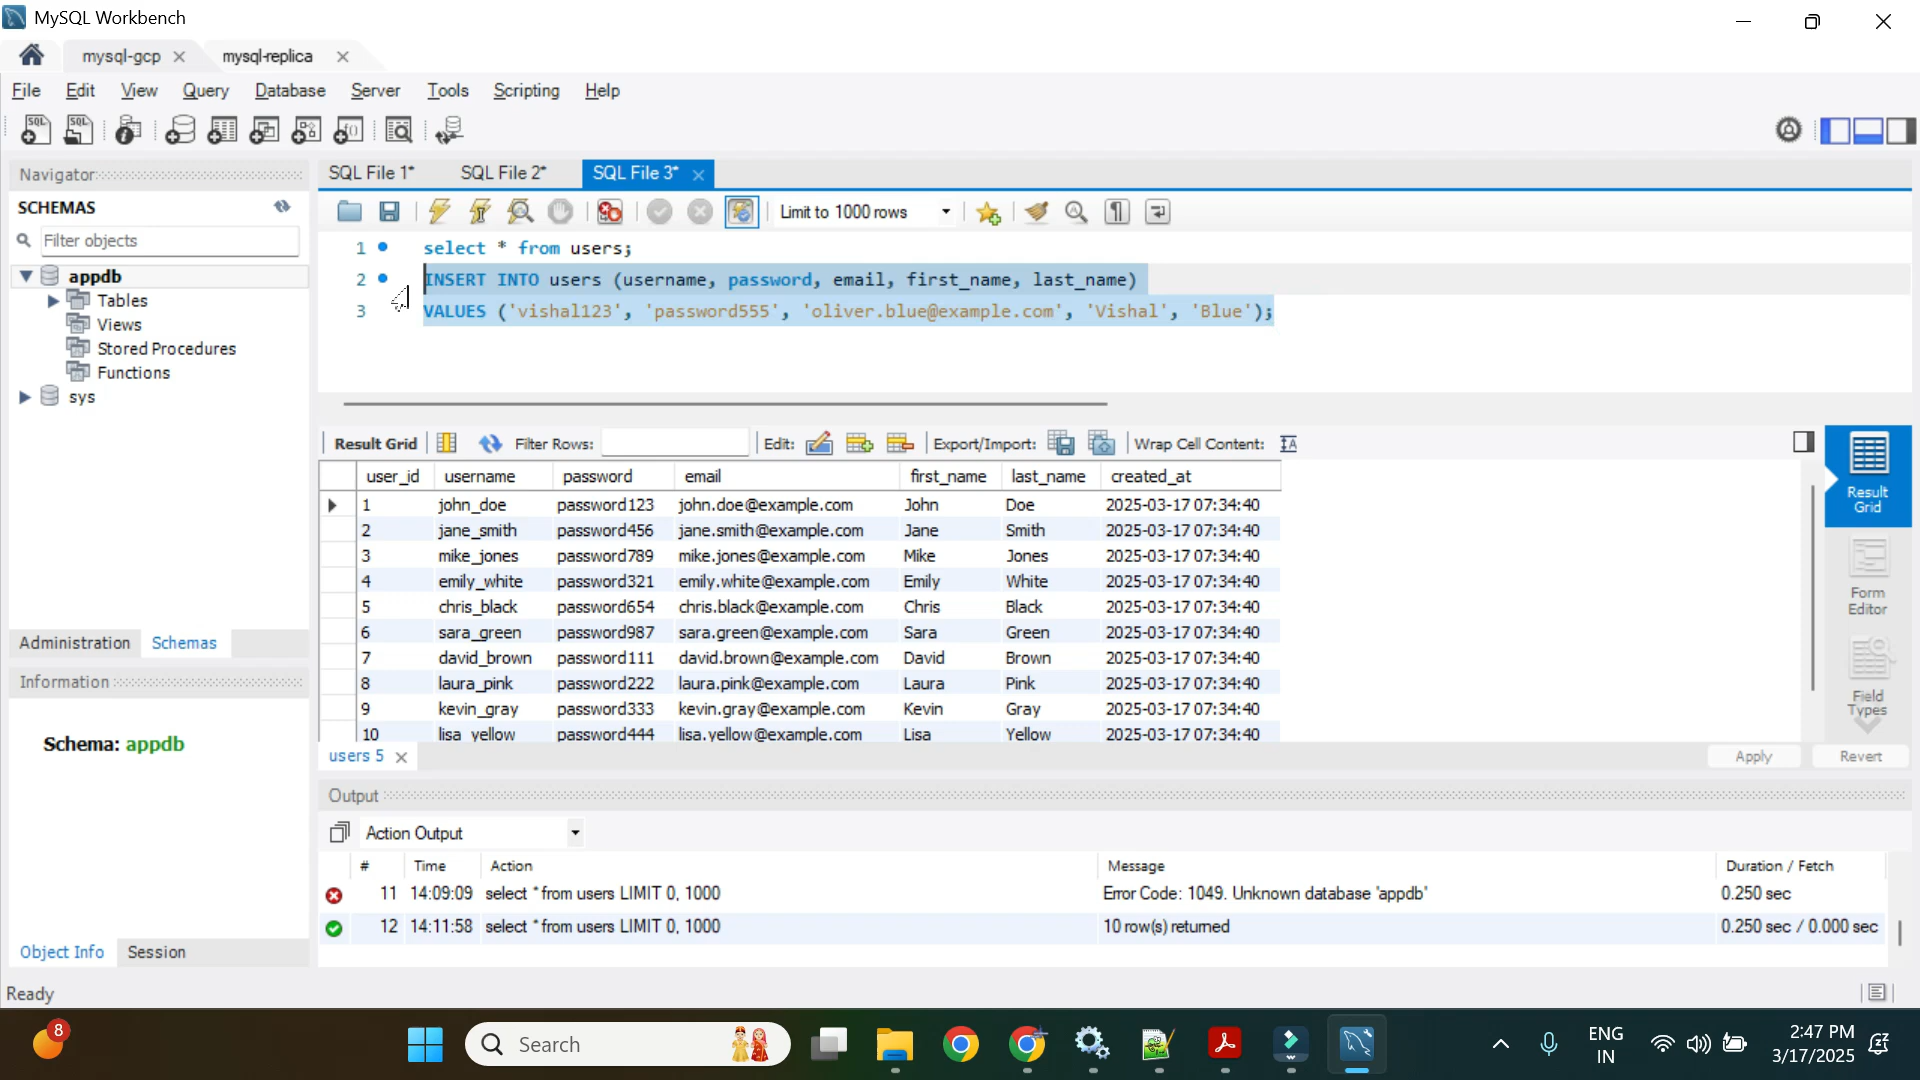 MySQL Workbench
mysql-gcp
mysql-replica
File Edit View Query Database Server Tools Scripting Help
Navigator
SCHEMAS
Filter objects
appdb
Tables
Views
Stored Procedures
Functions
sys
Administration Schemas
Information
Schema: appdb
Object Info Session
SQL File 1* SQL File 2* SQL File 3*
Limit to 1000 rows
1 select * from users;
2 INSERT INTO users (username, password, email, first_name, last_name)
3 VALUES ('vishal123', 'password555', 'oliver.blue@example.com', 'Vishal', 'Blue');
Result Grid Filter Rows: Edit: Export/Import: Wrap Cell Content:
user_id username password email first_name last_name created_at
1 john_doe password123 john.doe@example.com John Doe 2025-03-17 07:34:40
2 jane_smith password456 jane.smith@example.com Jane Smith 2025-03-17 07:34:40
3 mike_jones password789 mike.jones@example.com Mike Jones 2025-03-17 07:34:40
4 emily_white password321 emily.white@example.com Emily White 2025-03-17 07:34:40
5 chris_black password654 chris.black@example.com Chris Black 2025-03-17 07:34:40
6 sara_green password987 sara.green@example.com Sara Green 2025-03-17 07:34:40
7 david_brown password111 david.brown@example.com David Brown 2025-03-17 07:34:40
8 laura_pink password222 laura.pink@example.com Laura Pink 2025-03-17 07:34:40
9 kevin_gray password333 kevin.gray@example.com Kevin Gray 2025-03-17 07:34:40
10 lisa_yellow password444 lisa.yellow@example.com Lisa Yellow 2025-03-17 07:34:40
Result
Grid
Form
Editor
Field
Types
users 5
Apply Revert
Output
Action Output
# Time Action Message Duration / Fetch
11 14:09:09 select * from users LIMIT 0, 1000 Error Code: 1049. Unknown database 'appdb' 0.250 sec
12 14:11:58 select * from users LIMIT 0, 1000 10 row(s) returned 0.250 sec / 0.000 sec
Ready
8
Search
ENG
IN
2:47 PM
3/17/2025